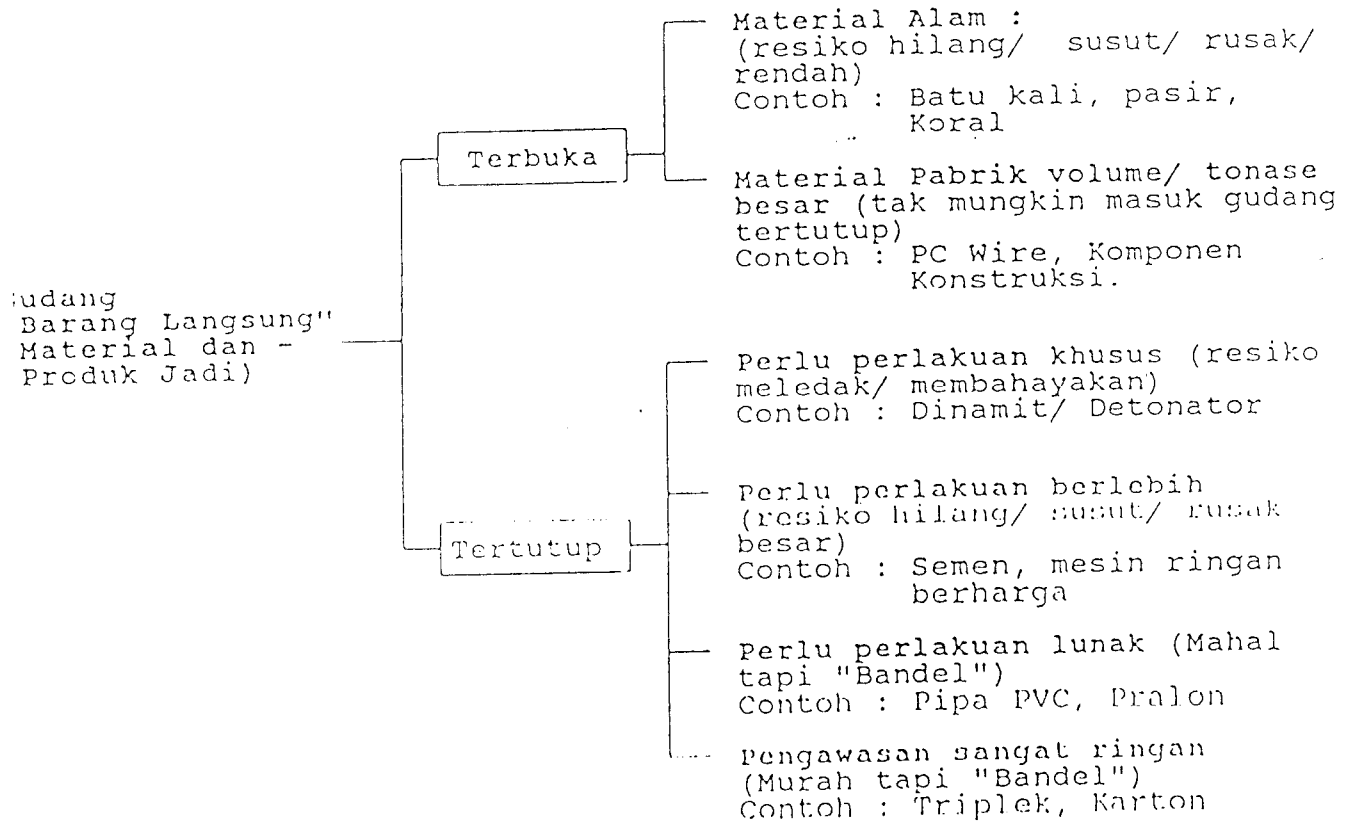 Material Alam :
(resiko hilang/ susut/ rusak/
rendah)
Contoh : Batu kali, pasir,
Koral
Terbuka
Material Pabrik volume/ tonase
besar (tak mungkin masuk gudang
tertutup)
Contoh : PC Wire, Komponen
Konstruksi.
udang
Barang Langsung"
Material dan -
Produk Jadi)
Perlu perlakuan khusus (resiko
meledak/ membahayakan)
Contoh : Dinamit/ Detonator
Perlu perlakuan berlebih
(resiko hilang/ susut/ rusak
besar)
Contoh : Semen, mesin ringan
berharga
Tertutup
Perlu perlakuan lunak (Mahal
tapi "Bandel")
Contoh : Pipa PVC, Pralon
Pengawasan sangat ringan
(Murah tapi "Bandel")
Contoh : Triplek, Karton